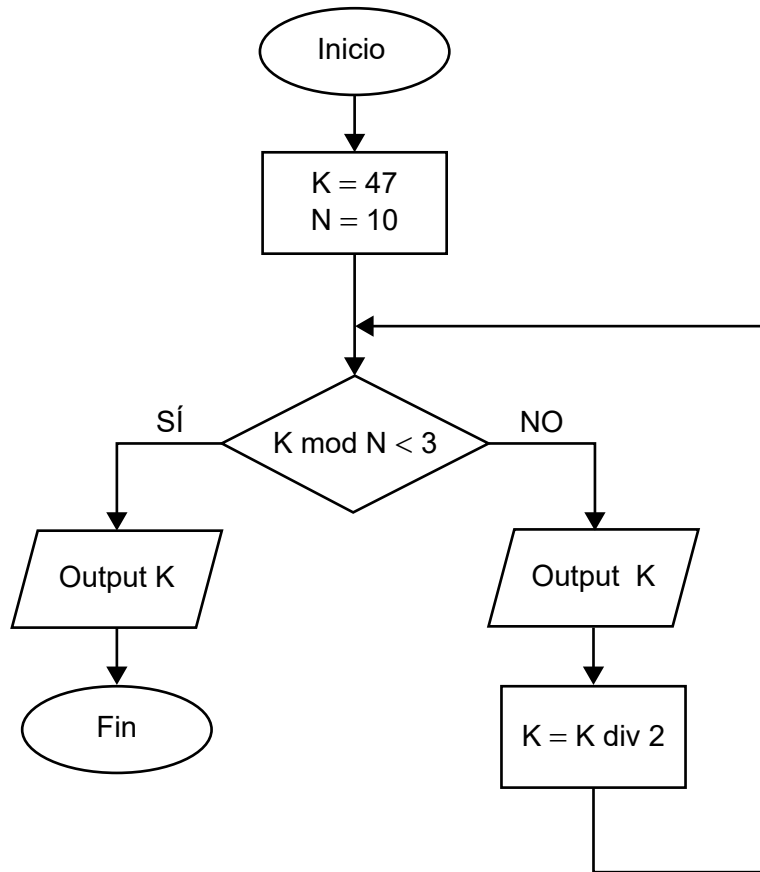 Inicio
K = 47
N = 10
SÍ
NO
K mod N < 3
Output K
Output K
Fin
K = K div 2